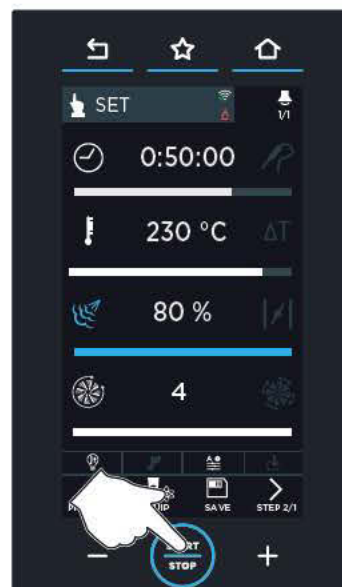 SET
1/1
0:50:00
230 °C
ΔT
80 %
4
SAVE
STEP 2/1
STOP